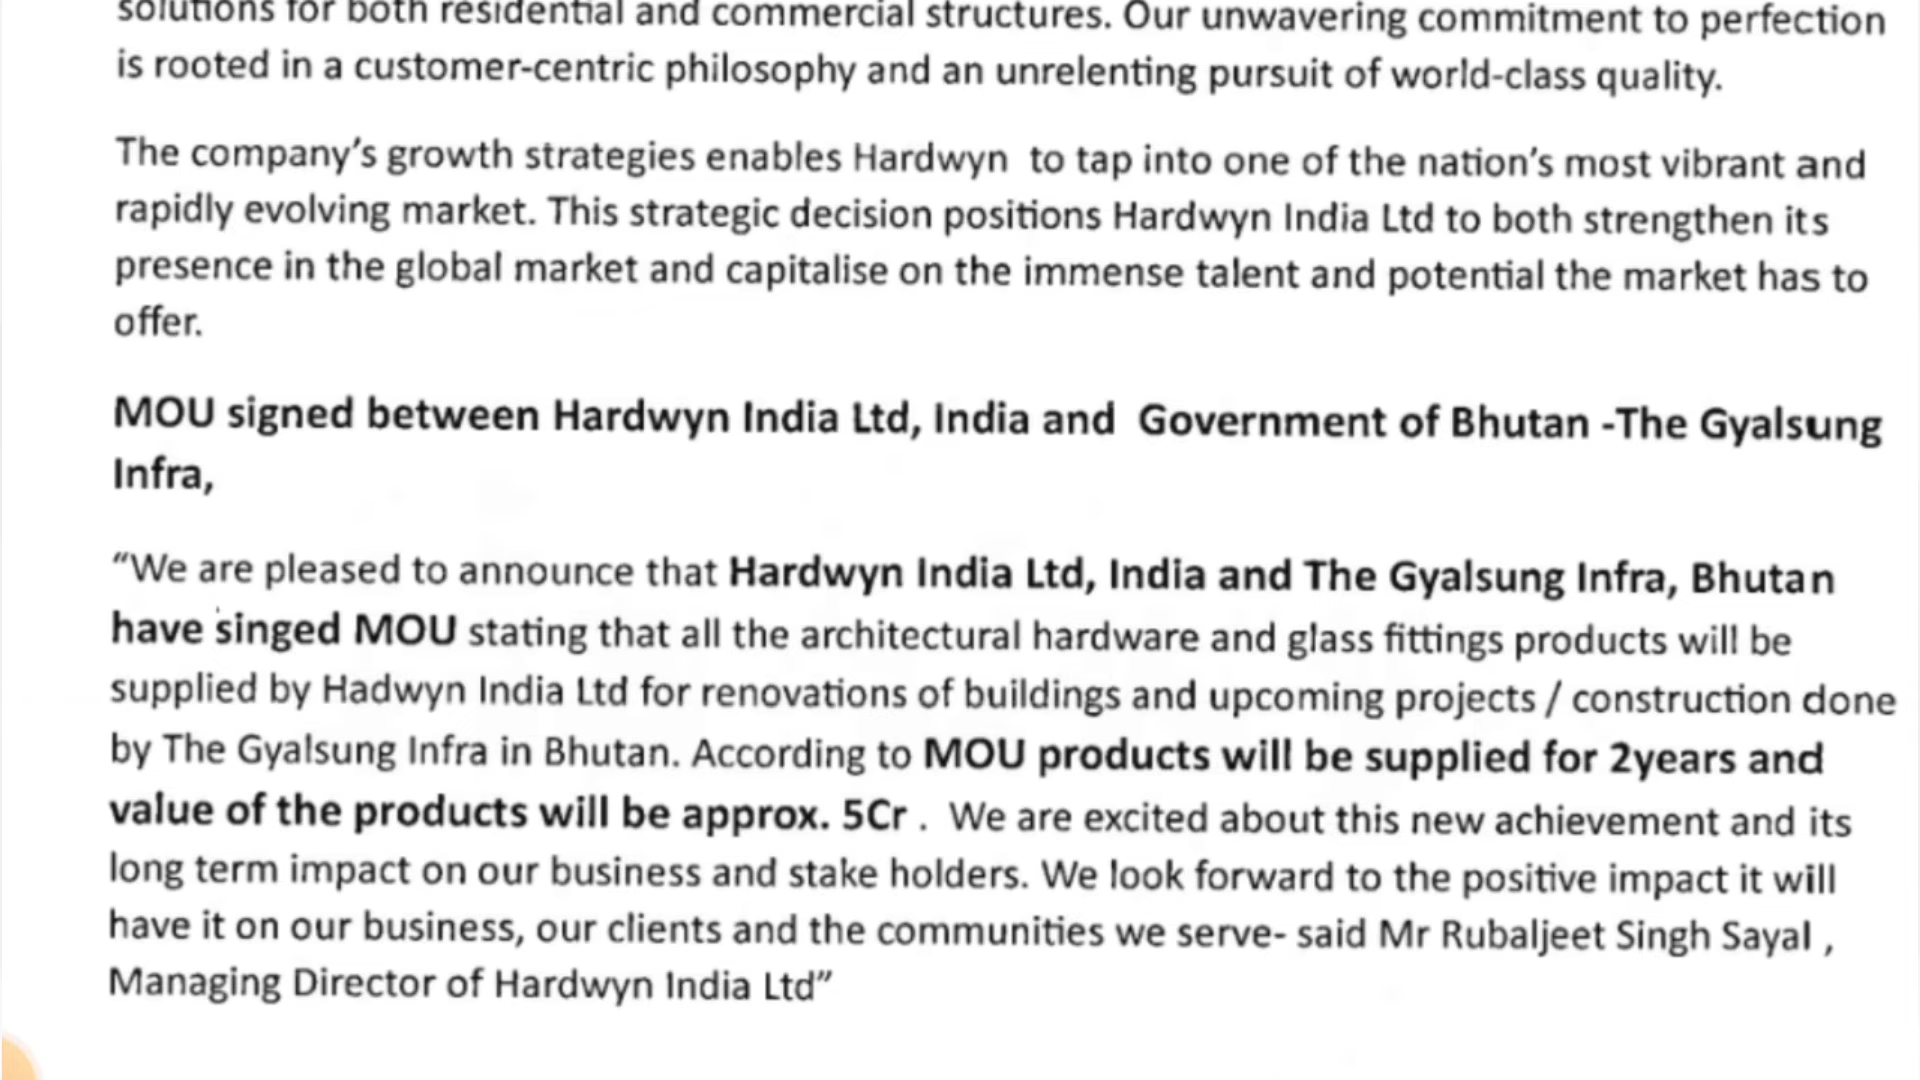 solutions for both residential and commercial structures. Our unwavering commitment to perfection
is rooted in a customer-centric philosophy and an unrelenting pursuit of world-class quality.
The company’s growth strategies enables Hardwyn to tap into one of the nation’s most vibrant and
rapidly evolving market. This strategic decision positions Hardwyn India Ltd to both strengthen its
presence in the global market and capitalise on the immense talent and potential the market has to
offer.
MOU signed between Hardwyn India Ltd, India and Government of Bhutan -The Gyalsung
Infra,
“We are pleased to announce that Hardwyn India Ltd, India and The Gyalsung Infra, Bhutan
have singed MOU stating that all the architectural hardware and glass fittings products will be
supplied by Hadwyn India Ltd for renovations of buildings and upcoming projects / construction done
by The Gyalsung Infra in Bhutan. According to MOU products will be supplied for 2years and
value of the products will be approx. 5Cr . We are excited about this new achievement and its
long term impact on our business and stake holders. We look forward to the positive impact it will
have it on our business, our clients and the communities we serve- said Mr Rubaljeet Singh Sayal ,
Managing Director of Hardwyn India Ltd”